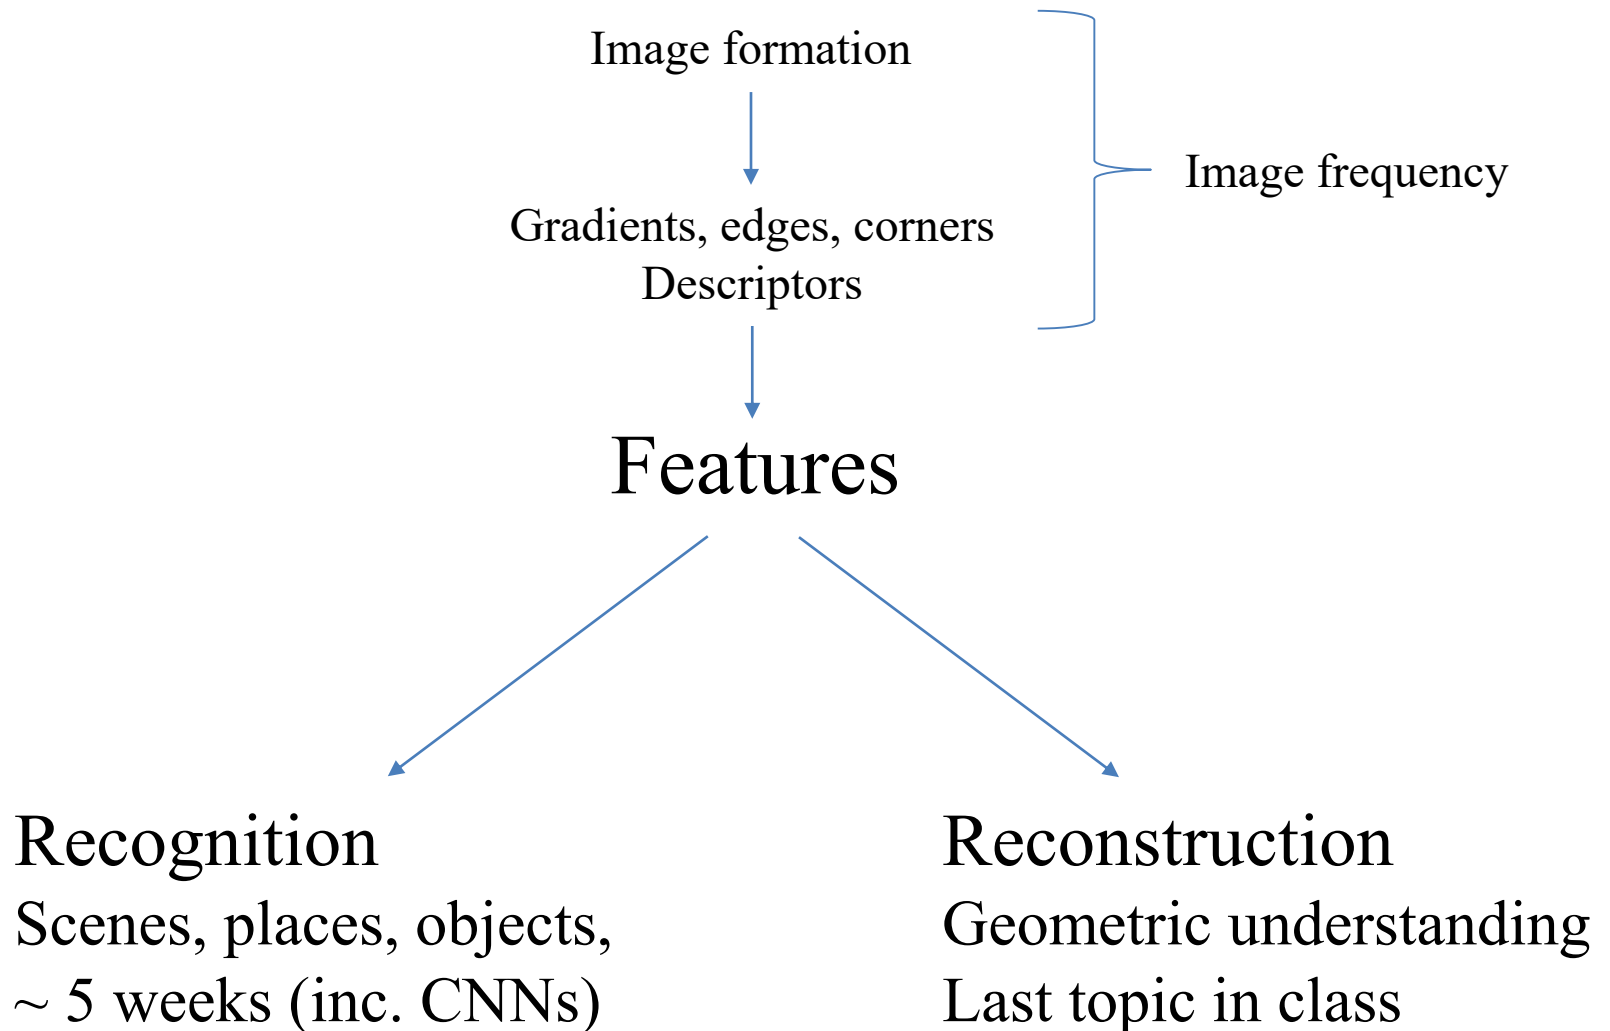 Image formation
Image frequency
Gradients, edges, corners
Descriptors
Features
Recognition
Scenes, places, objects,
~ 5 weeks (inc. CNNs)
Reconstruction
Geometric understanding
Last topic in class